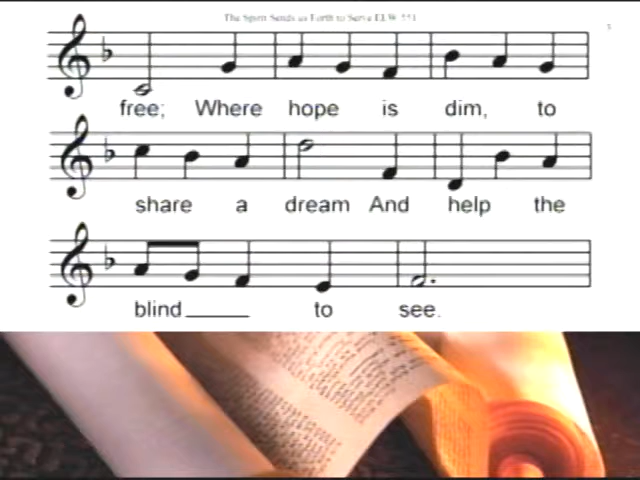 The Spirit Sends us Forth to Serve ELW 551
free; Where hope is dim, to
share a dream And help the
blind____ to see.